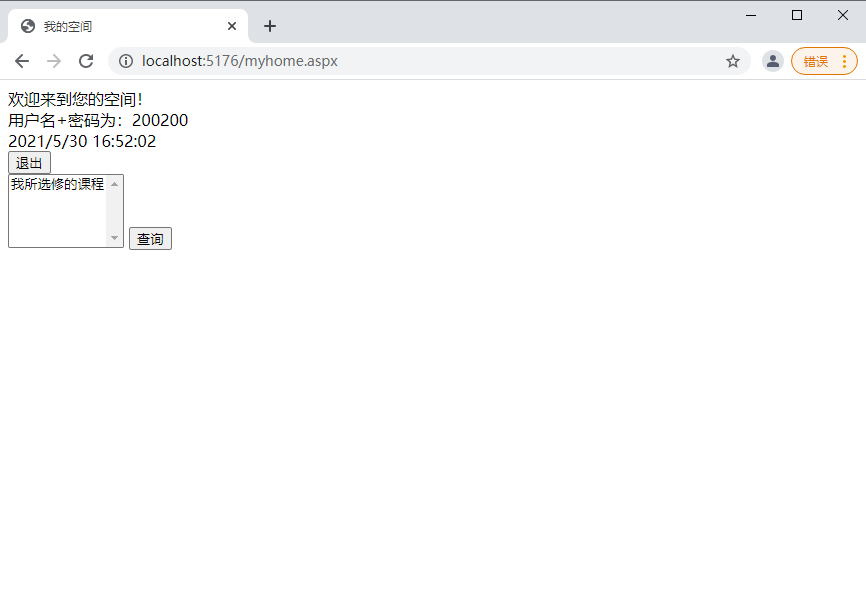 我的空间
localhost:5176/myhome.aspx
错误
欢迎来到您的空间！
用户名+密码为：200200
2021/5/30 16:52:02
退出
我所选修的课程
查询